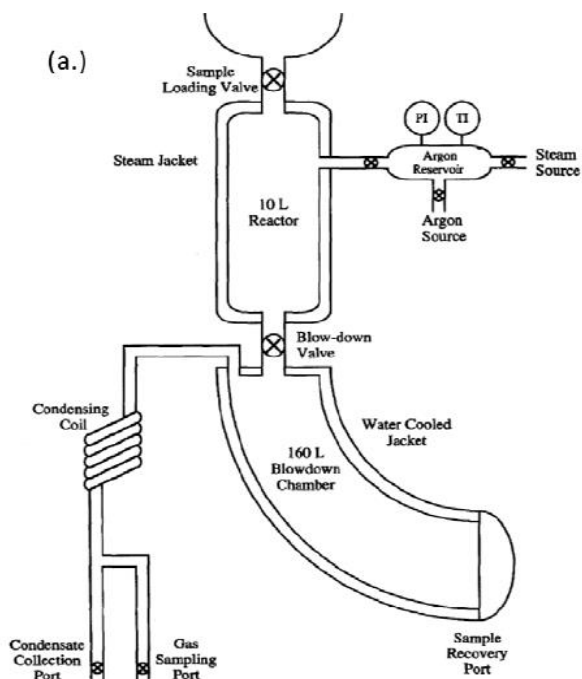 (a.)
Sample
Loading Valve
PI
TI
Steam Jacket
Argon
Reservoir
Steam
Source
10 L
Reactor
Argon
Source
Blow-down
Valve
Condensing
Coil
Water Cooled
Jacket
160 L
Blowdown
Chamber
Condensate
Collection
Port
Gas
Sampling
Port
Sample
Recovery
Port